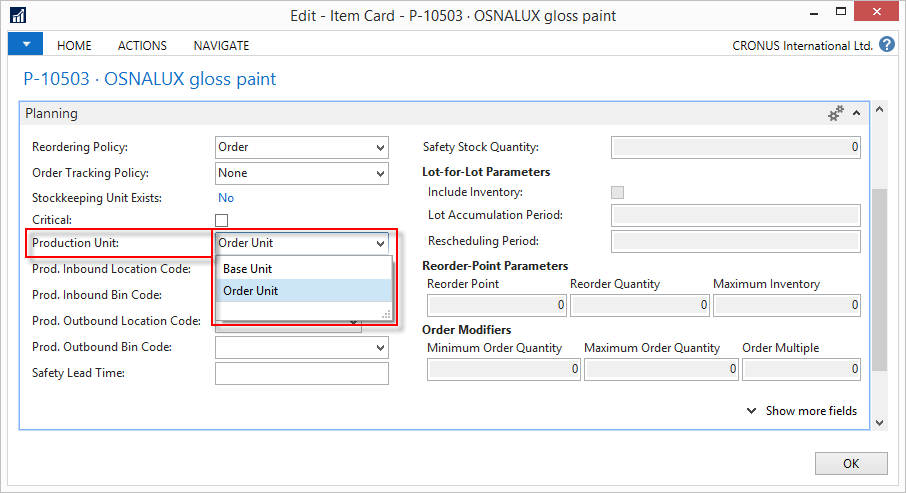 Edit - Item Card - P-10503 · OSNALUX gloss paint
HOME ACTIONS NAVIGATE CRONUS International Ltd. ?
P-10503 · OSNALUX gloss paint
Planning
Reordering Policy: Order
Order Tracking Policy: None
Stockkeeping Unit Exists: No
Critical:
Production Unit: Order Unit
Base Unit
Order Unit
Prod. Inbound Location Code:
Prod. Inbound Bin Code:
Prod. Outbound Location Code:
Prod. Outbound Bin Code:
Safety Lead Time:
Safety Stock Quantity: 0
Lot-for-Lot Parameters
Include Inventory:
Lot Accumulation Period:
Rescheduling Period:
Reorder-Point Parameters
Reorder Point Reorder Quantity Maximum Inventory
0 0 0
Order Modifiers
Minimum Order Quantity Maximum Order Quantity Order Multiple
0 0 0
Show more fields
OK